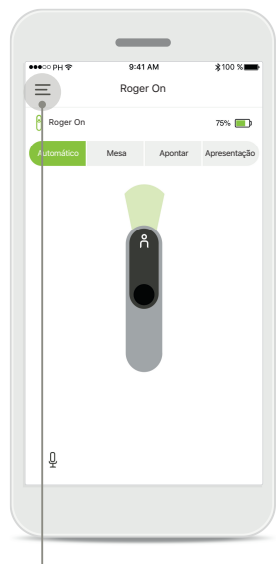 PH 9:41 AM 100 %
Roger On
Roger On 75%
Automático Mesa Apontar Apresentação